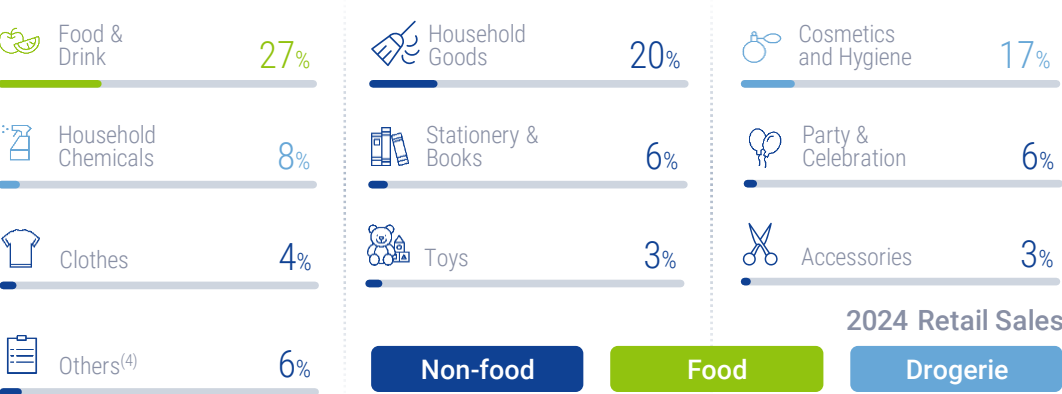 Food &
Drink
27%
Household
Goods
20%
Cosmetics
and Hygiene
17%
Household
Chemicals
8%
Stationery &
Books
6%
Party &
Celebration
6%
Clothes
4%
Toys
3%
Accessories
3%
2024 Retail Sales
Others(4)
6%
Non-food
Food
Drogerie